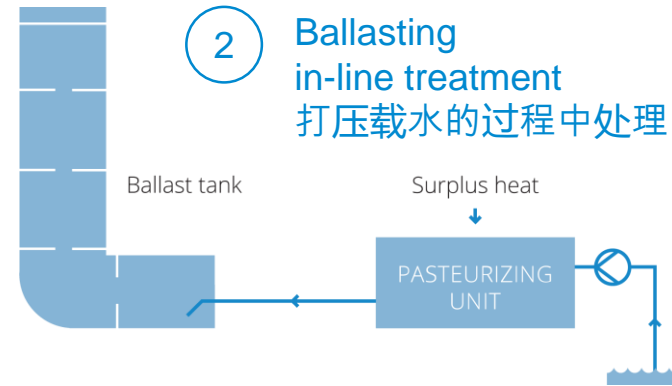 2
Ballasting
in-line treatment
打压载水的过程中处理
Ballast tank
Surplus heat
PASTEURIZING
UNIT